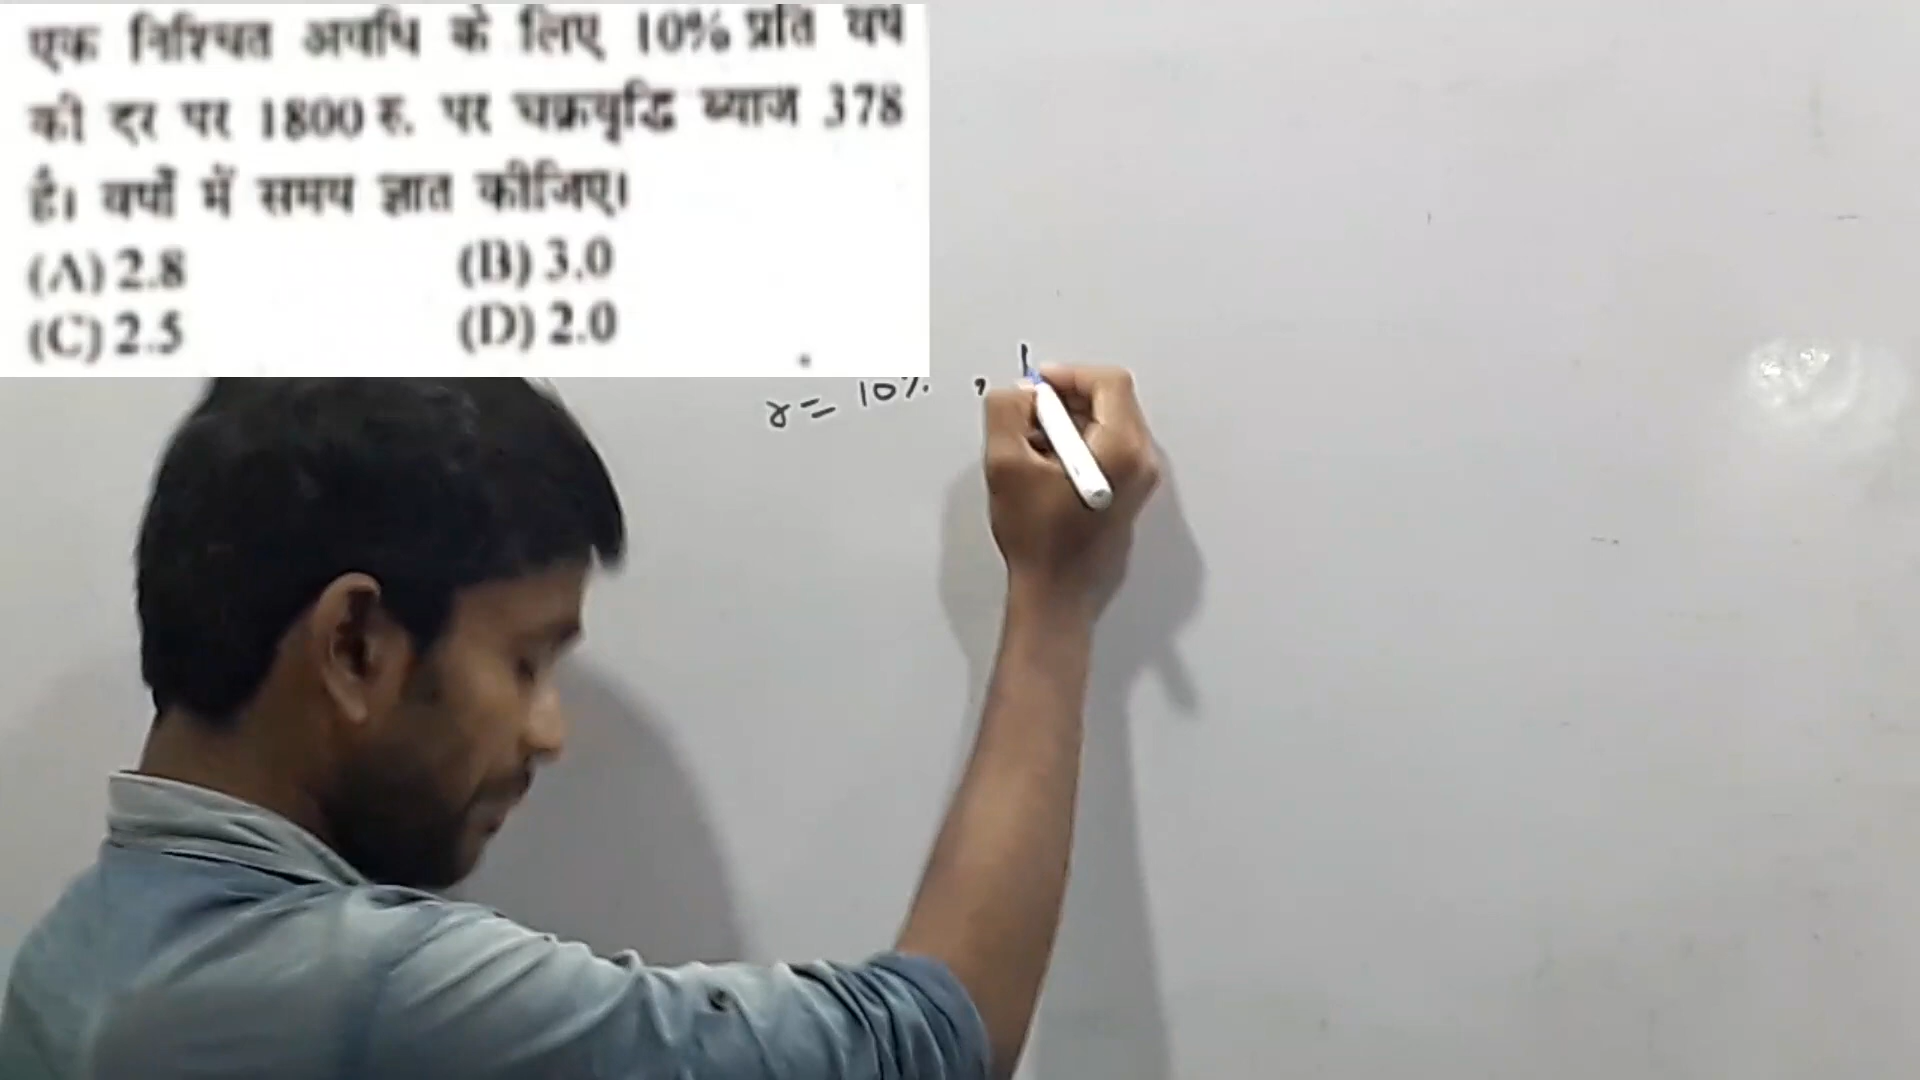 एक निश्चित अवधि के लिए 10% प्रति वर्ष
की दर पर 1800 रु. पर चक्रवृद्धि ब्याज 378
है। वर्षों में समय ज्ञात कीजिए।
(A) 2.8 (B) 3.0
(C) 2.5 (D) 2.0
r = 10% ,